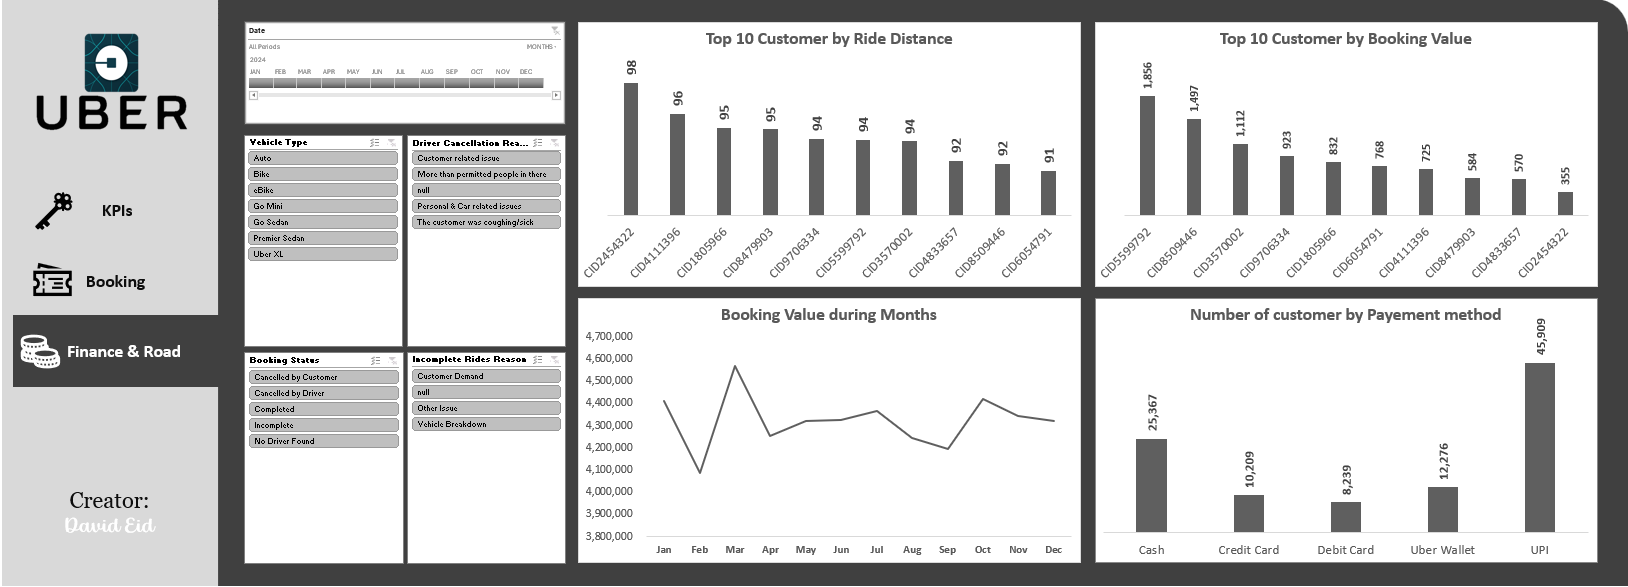 UBER
KPIs
Booking
Finance & Road
Creator:
David Eid
Date
All Periods
MONTHS
2024
JAN FEB MAR APR MAY JUN JUL AUG SEP OCT NOV DEC
Vehicle Type
Auto
Bike
eBike
Go Mini
Go Sedan
Premier Sedan
Uber XL
Driver Cancellation Rea...
Customer related issue
More than permitted people in there
null
Personal & Car related issues
The customer was coughing/sick
Booking Status
Cancelled by Customer
Cancelled by Driver
Completed
Incomplete
No Driver Found
Incomplete Rides Reason
Customer Demand
null
Other Issue
Vehicle Breakdown
Top 10 Customer by Ride Distance
98 96 95 95 94 94 94 92 92 91
CID2454322 CID4111396 CID1805966 CID8479903 CID9706334 CID5599792 CID3570002 CID4833657 CID8509446 CID6054791
Top 10 Customer by Booking Value
1,856 1,497 1,112 923 832 768 725 584 570 355
CID5599792 CID8509446 CID3570002 CID9706334 CID1805966 CID6054791 CID4111396 CID8479903 CID4833657 CID2454322
Booking Value during Months
4,700,000
4,600,000
4,500,000
4,400,000
4,300,000
4,200,000
4,100,000
4,000,000
3,900,000
3,800,000
Jan Feb Mar Apr May Jun Jul Aug Sep Oct Nov Dec
Number of customer by Payement method
25,367 10,209 8,239 12,276 45,909
Cash Credit Card Debit Card Uber Wallet UPI